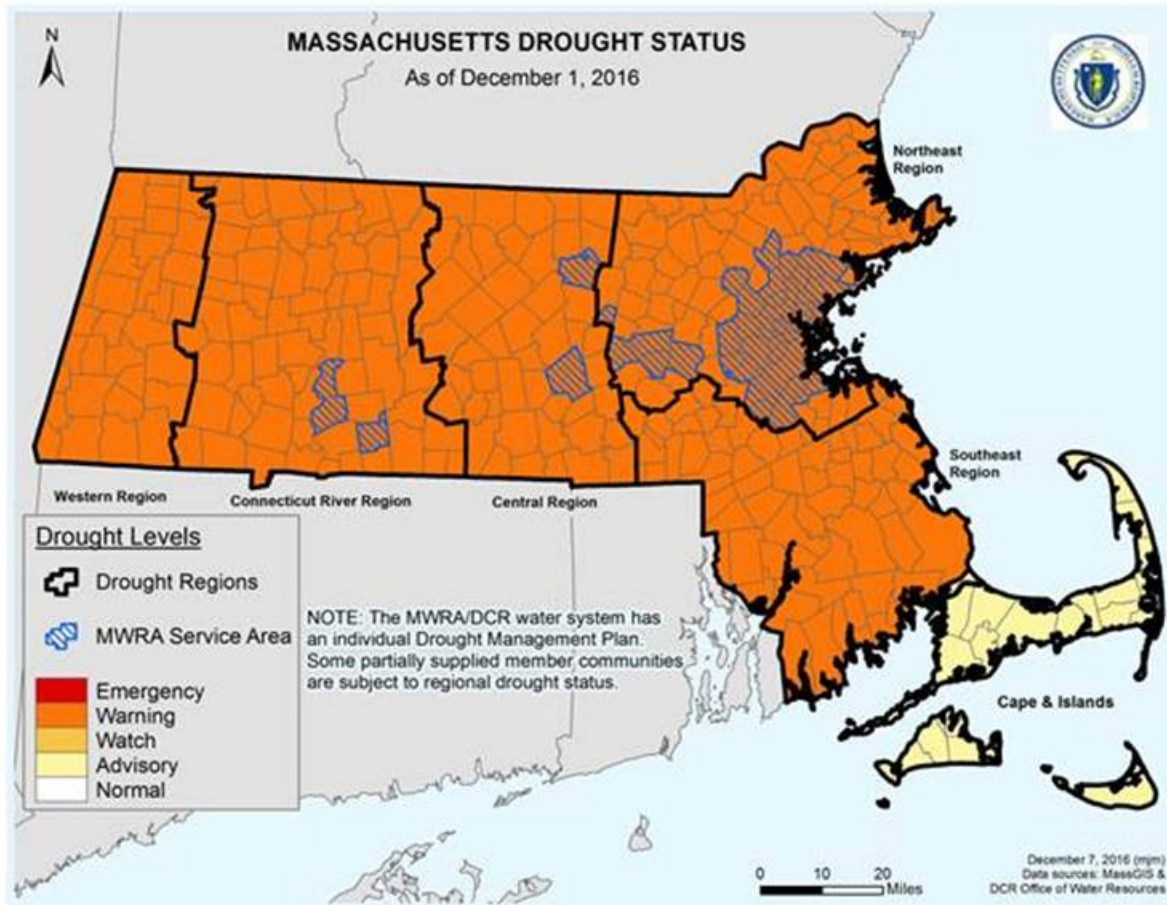 N
MASSACHUSETTS DROUGHT STATUS
As of December 1, 2016
Northeast
Region
Southeast
Region
Western Region
Connecticut River Region
Central Region
Cape & Islands
Drought Levels
Drought Regions
MWRA Service Area
Emergency
Warning
Watch
Advisory
Normal
NOTE: The MWRA/DCR water system has
an individual Drought Management Plan.
Some partially supplied member communities
are subject to regional drought status.
0 10 20
Miles
December 7, 2016 (mjm)
Data sources: MassGIS &
DCR Office of Water Resources